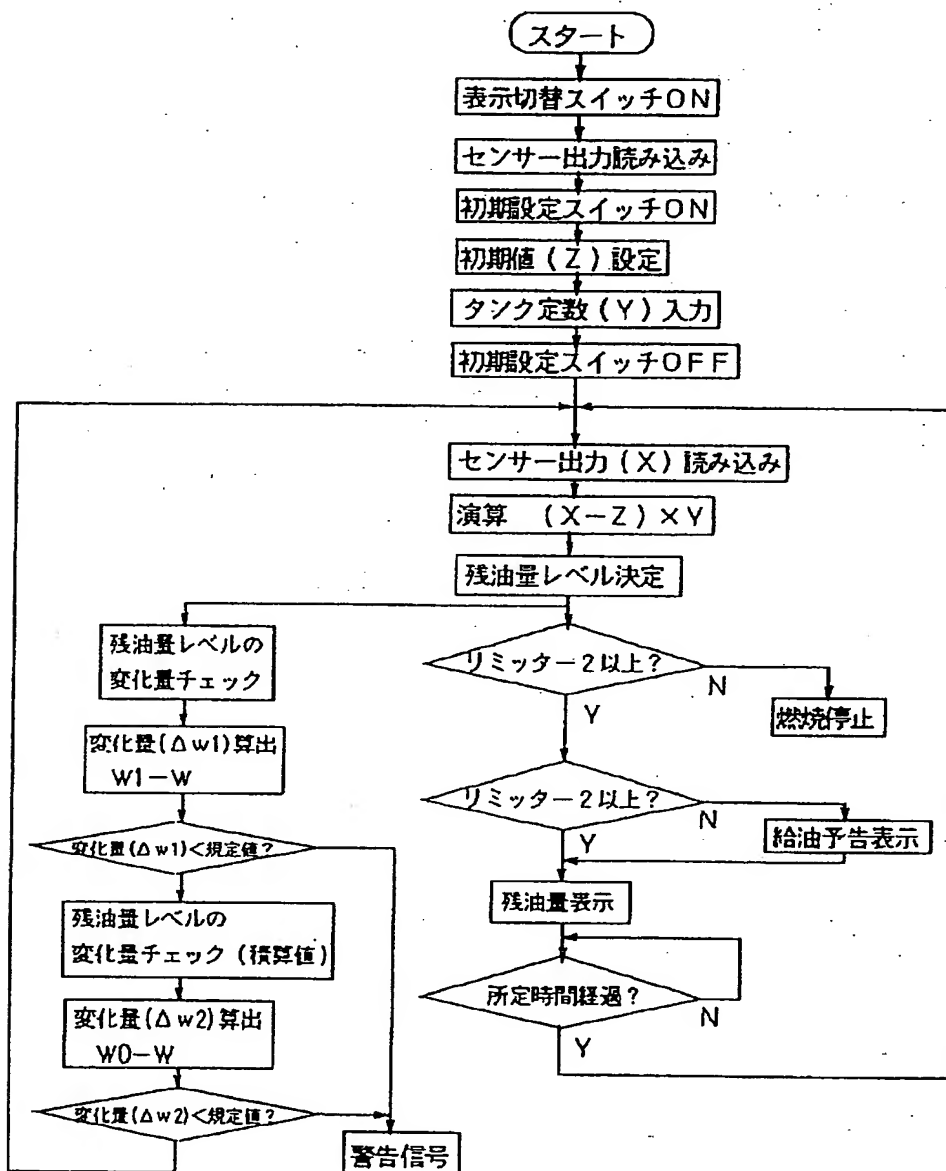 スタート
表示切替スイッチON
センサー出力読み込み
初期設定スイッチON
初期値(Z)設定
タンク定数(Y)入力
初期設定スイッチOFF
センサー出力(X)読み込み
演算 (X-Z)×Y
残油量レベル決定
残油量レベルの
変化量チェック
変化量(Δw1)算出
W1-W
変化量(Δw1)<規定値?
残油量レベルの
変化量チェック(積算値)
変化量(Δw2)算出
W0-W
変化量(Δw2)<規定値?
警告信号
リミッター2以上?
N
Y
燃焼停止
リミッター2以上?
N
Y
給油予告表示
残油量表示
所定時間経過?
N
Y